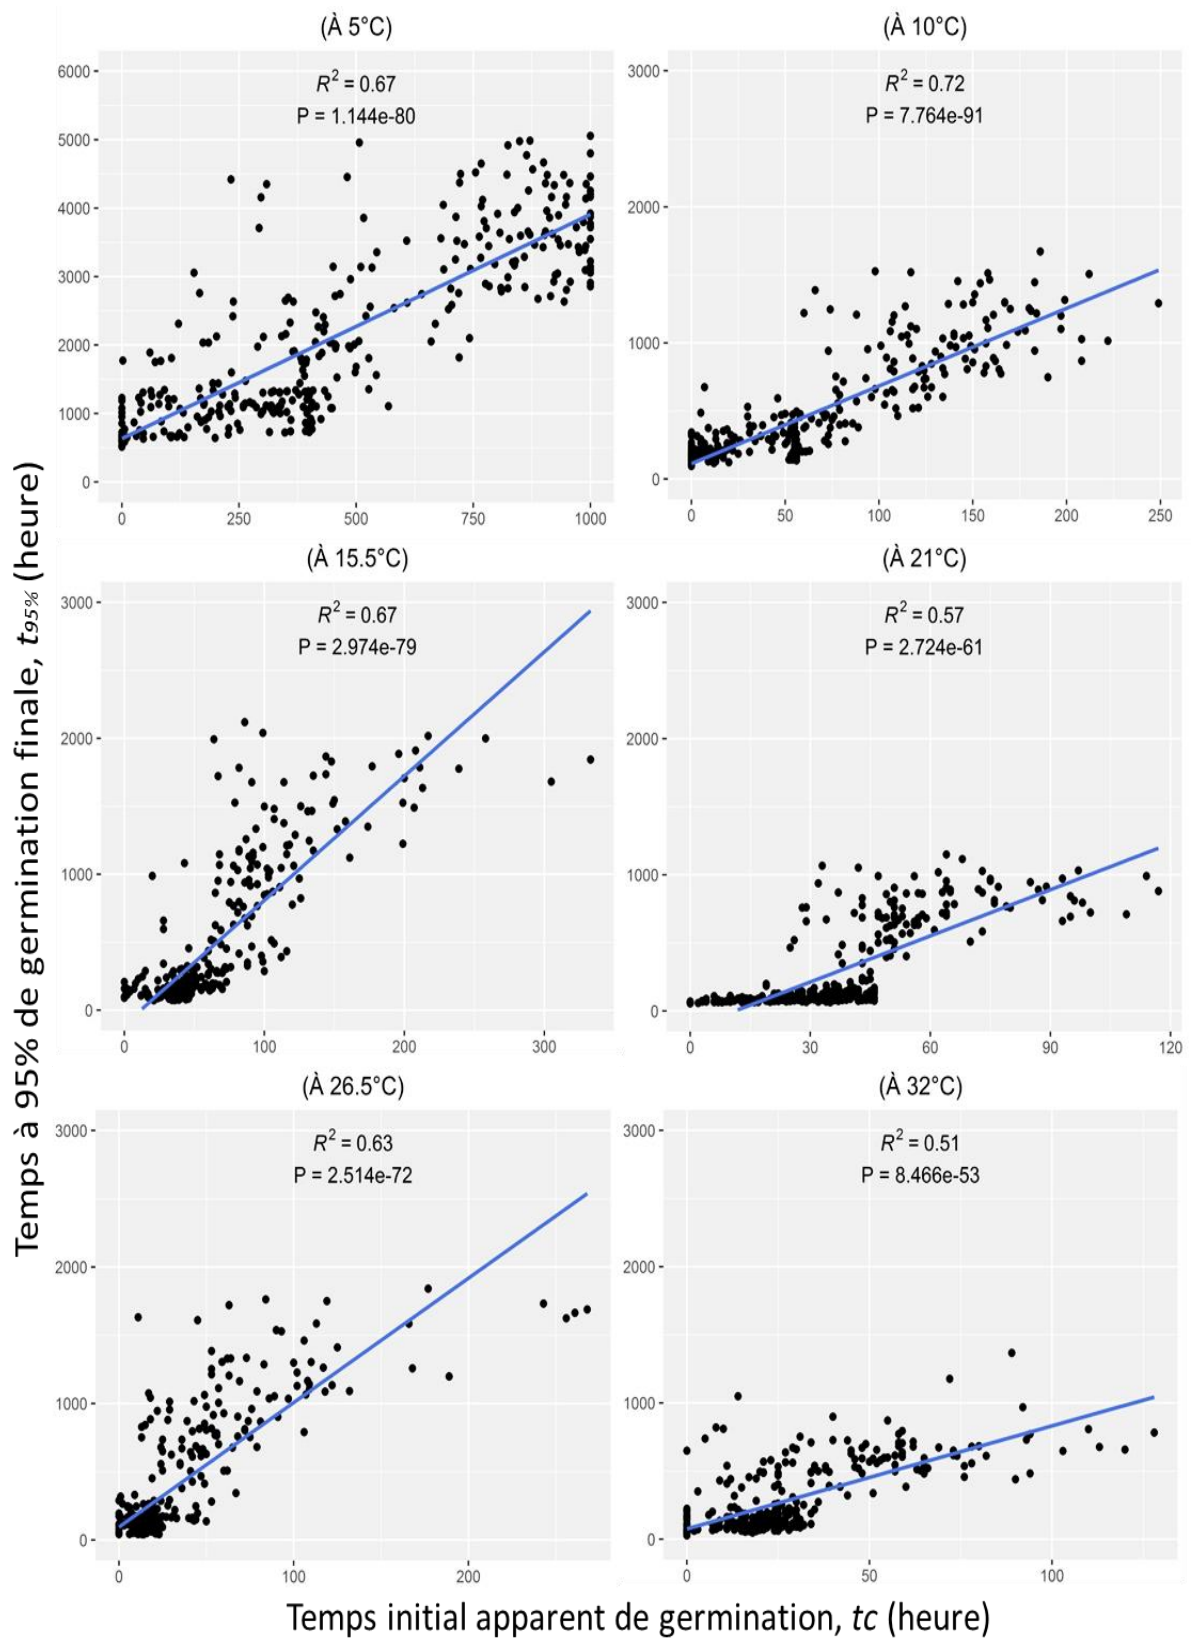 Temps à 95% de germination finale, t95% (heure)
(À 5°C)
R² = 0.67
P = 1.144e-80
6000
5000
4000
3000
2000
1000
0
0 250 500 750 1000
(À 10°C)
R² = 0.72
P = 7.764e-91
3000
2000
1000
0
0 50 100 150 200 250
(À 15.5°C)
R² = 0.67
P = 2.974e-79
3000
2000
1000
0
0 100 200 300
(À 21°C)
R² = 0.57
P = 2.724e-61
3000
2000
1000
0
0 30 60 90 120
(À 26.5°C)
R² = 0.63
P = 2.514e-72
3000
2000
1000
0
0 100 200
(À 32°C)
R² = 0.51
P = 8.466e-53
3000
2000
1000
0
0 50 100
Temps initial apparent de germination, tc (heure)